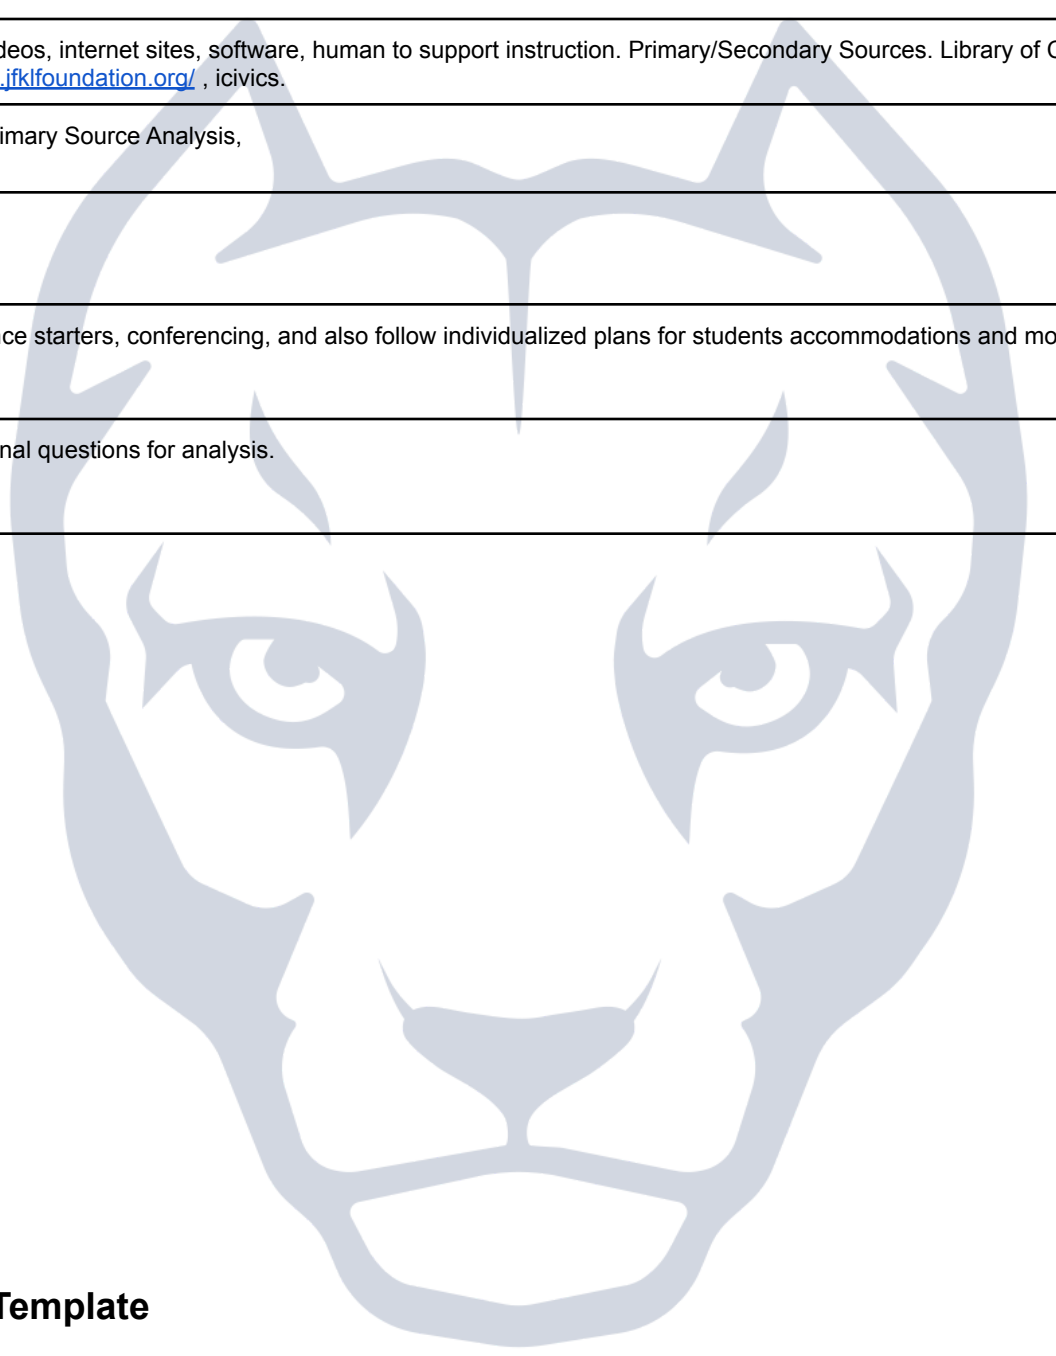 deos, internet sites, software, human to support instruction. Primary/Secondary Sources. Library of C
.jfklfoundation.org/ , icivics.
imary Source Analysis,
ce starters, conferencing, and also follow individualized plans for students accommodations and mo
nal questions for analysis.
Template